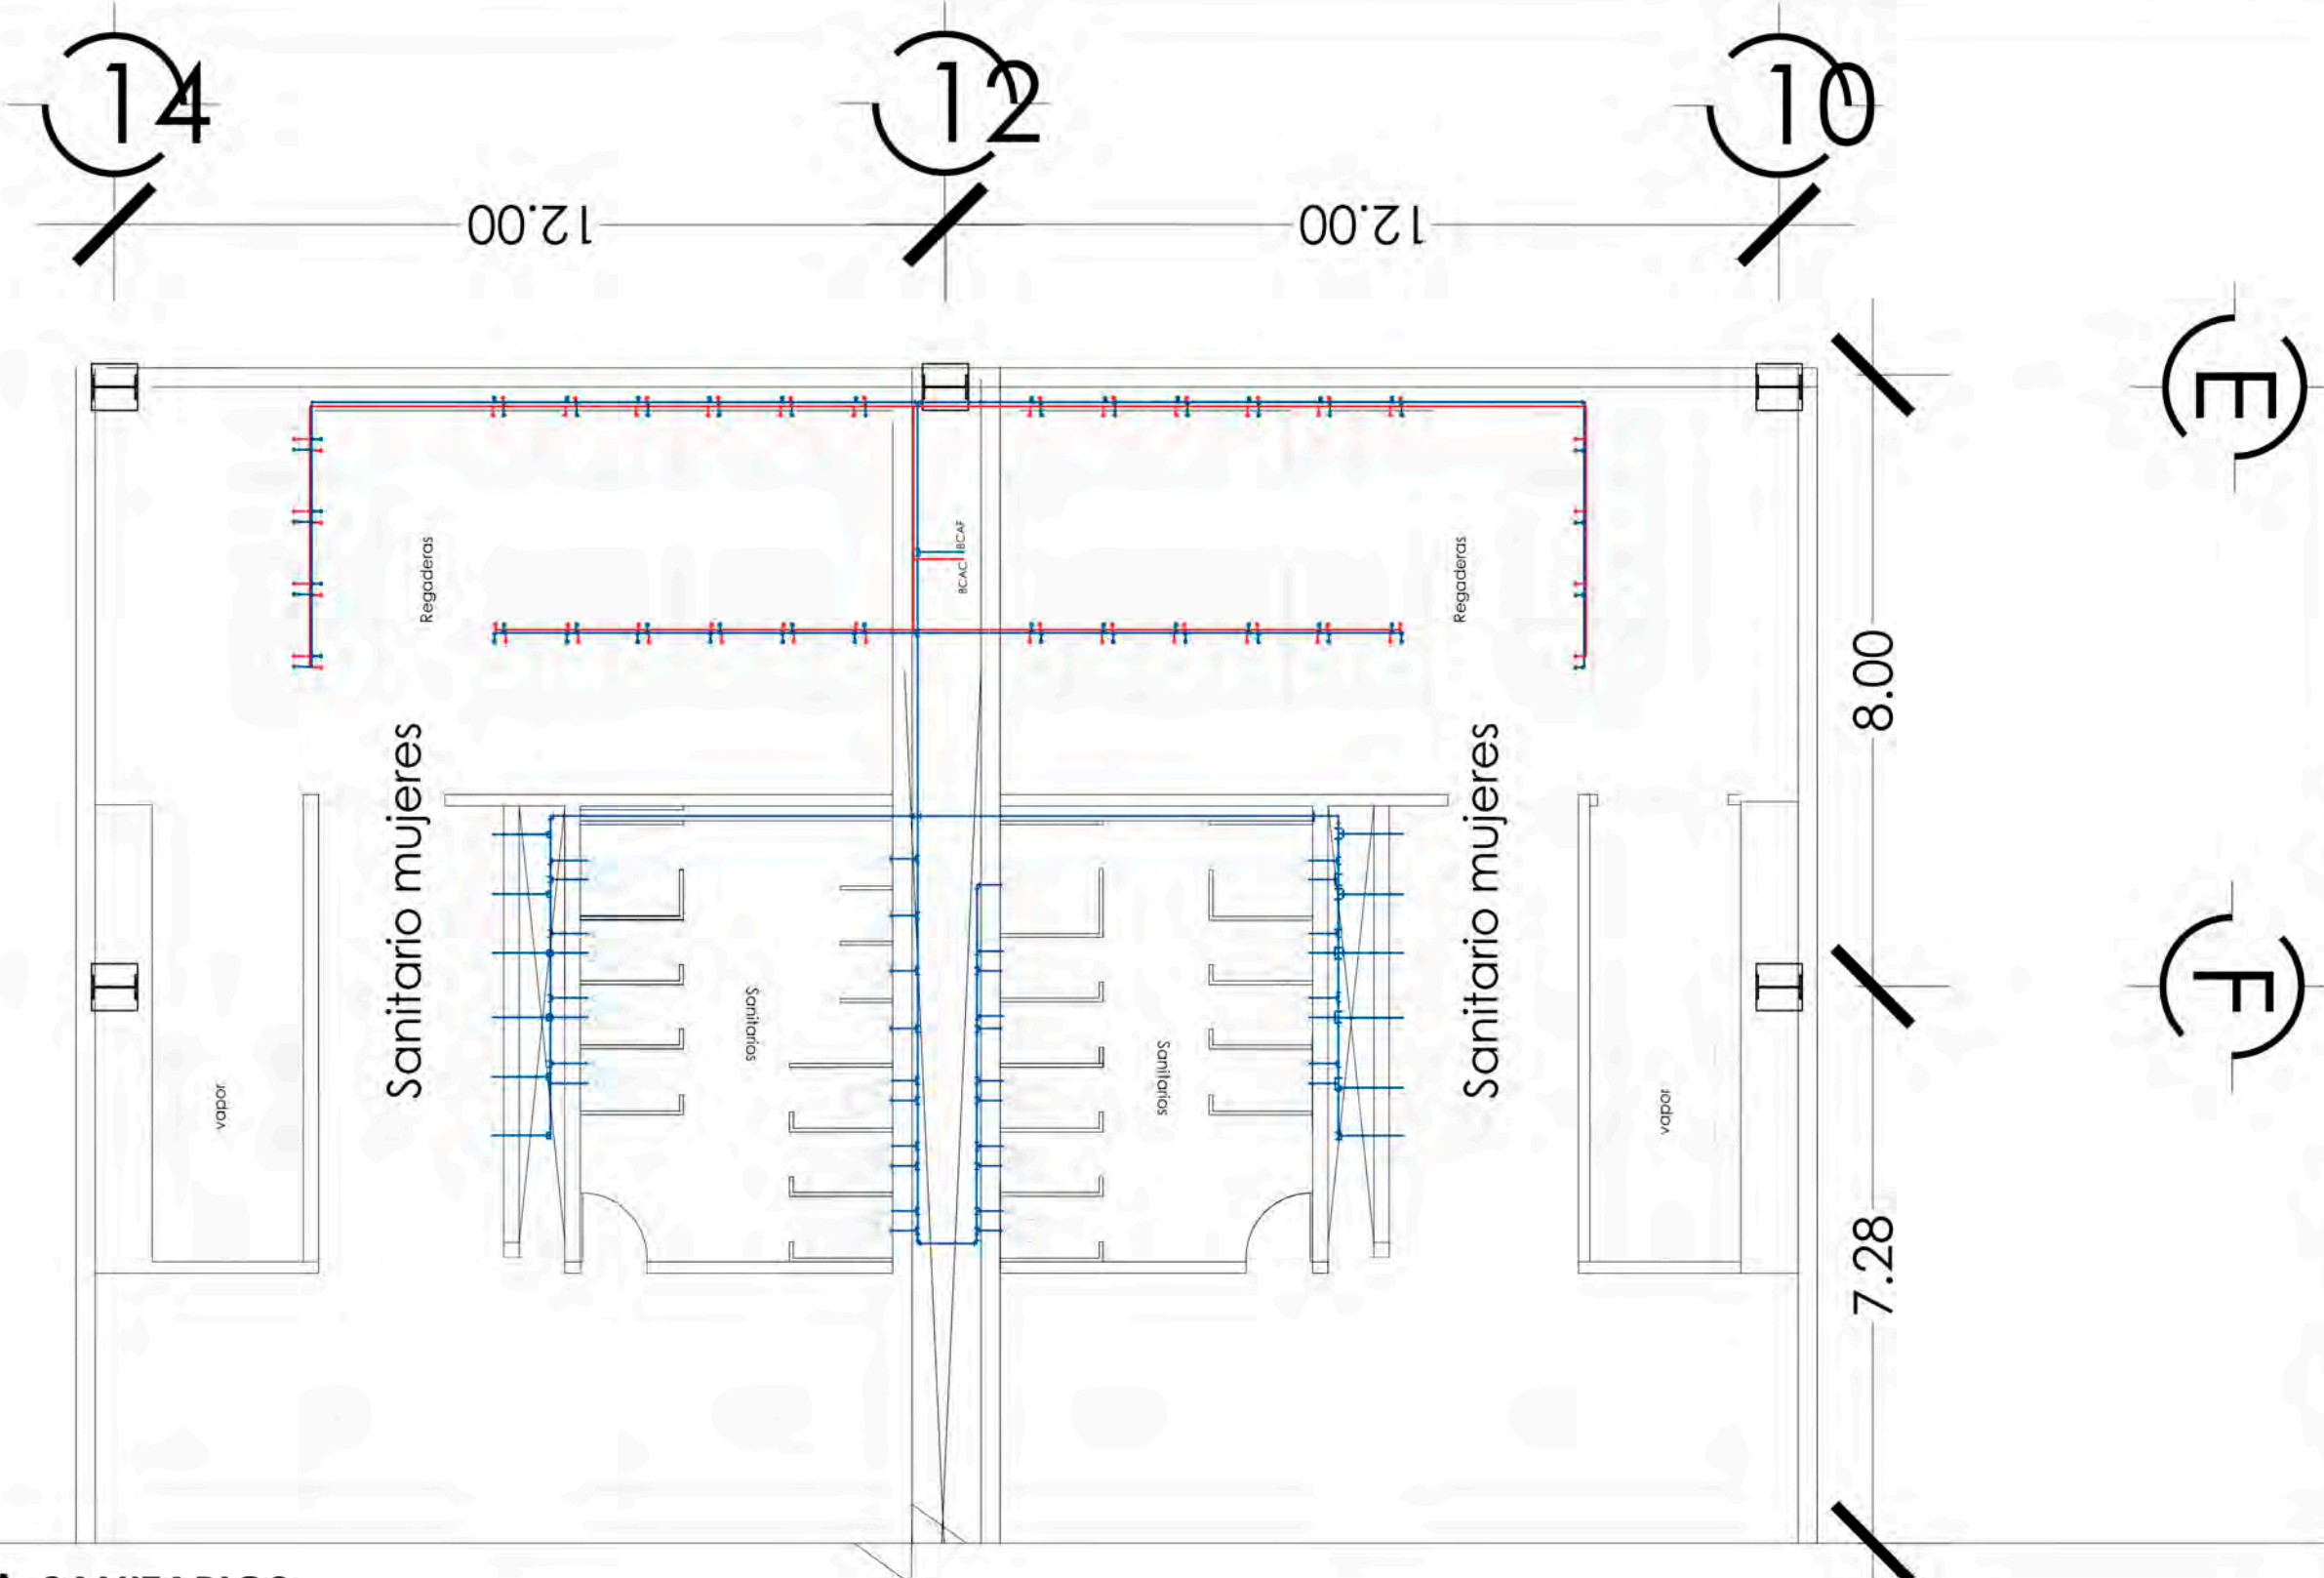 14
12
10
12.00
12.00
E
BCAF
BCAC
Regaderas
Regaderas
8.00
Sanitario mujeres
Sanitario mujeres
F
Sanitarios
Sanitarios
vapor
vapor
7.28